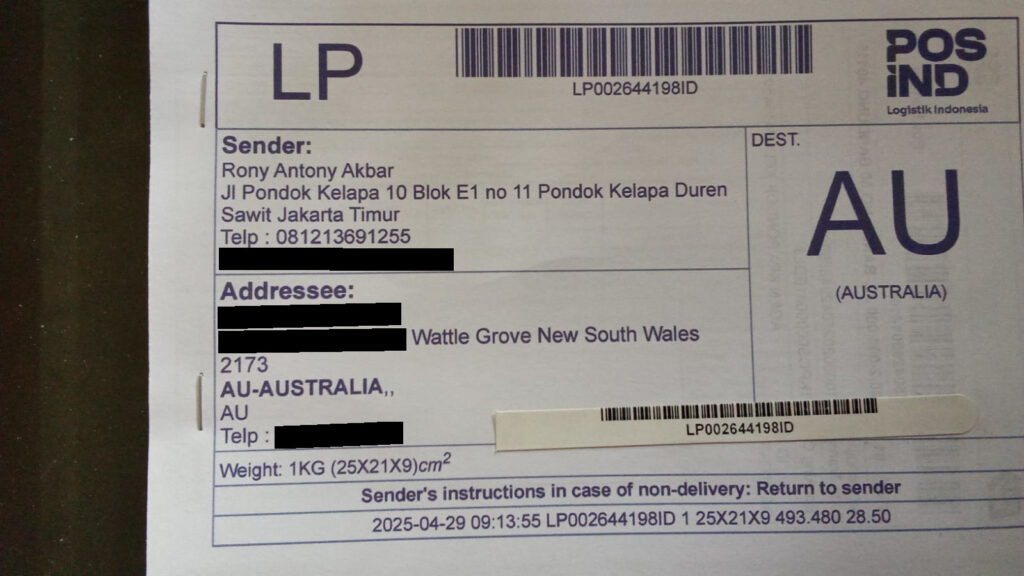 LP
LP002644198ID
POS
IND
Logistik Indonesia
Sender:
Rony Antony Akbar
Jl Pondok Kelapa 10 Blok E1 no 11 Pondok Kelapa Duren
Sawit Jakarta Timur
Telp : 081213691255
DEST.
AU
(AUSTRALIA)
Addressee:
Wattle Grove New South Wales
2173
AU-AUSTRALIA,,
AU
Telp :
LP002644198ID
Weight: 1KG (25X21X9)cm²
Sender's instructions in case of non-delivery: Return to sender
2025-04-29 09:13:55 LP002644198ID 1 25X21X9 493.480 28.50